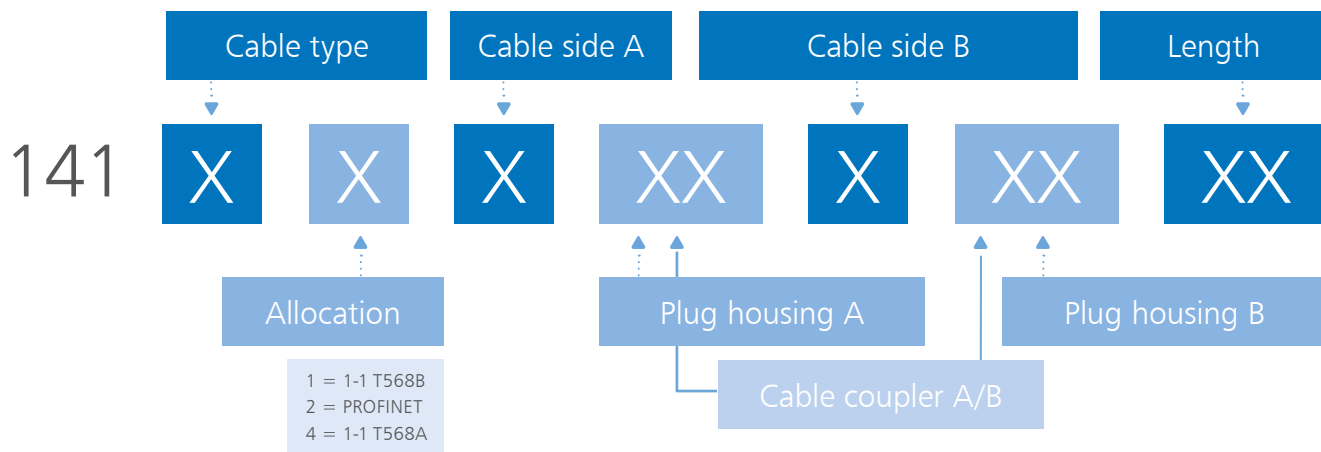 Cable type Cable side A Cable side B Length
141 X X X XX X XX XX
Allocation Plug housing A Plug housing B
1 = 1-1 T568B
2 = PROFINET
4 = 1-1 T568A
Cable coupler A/B